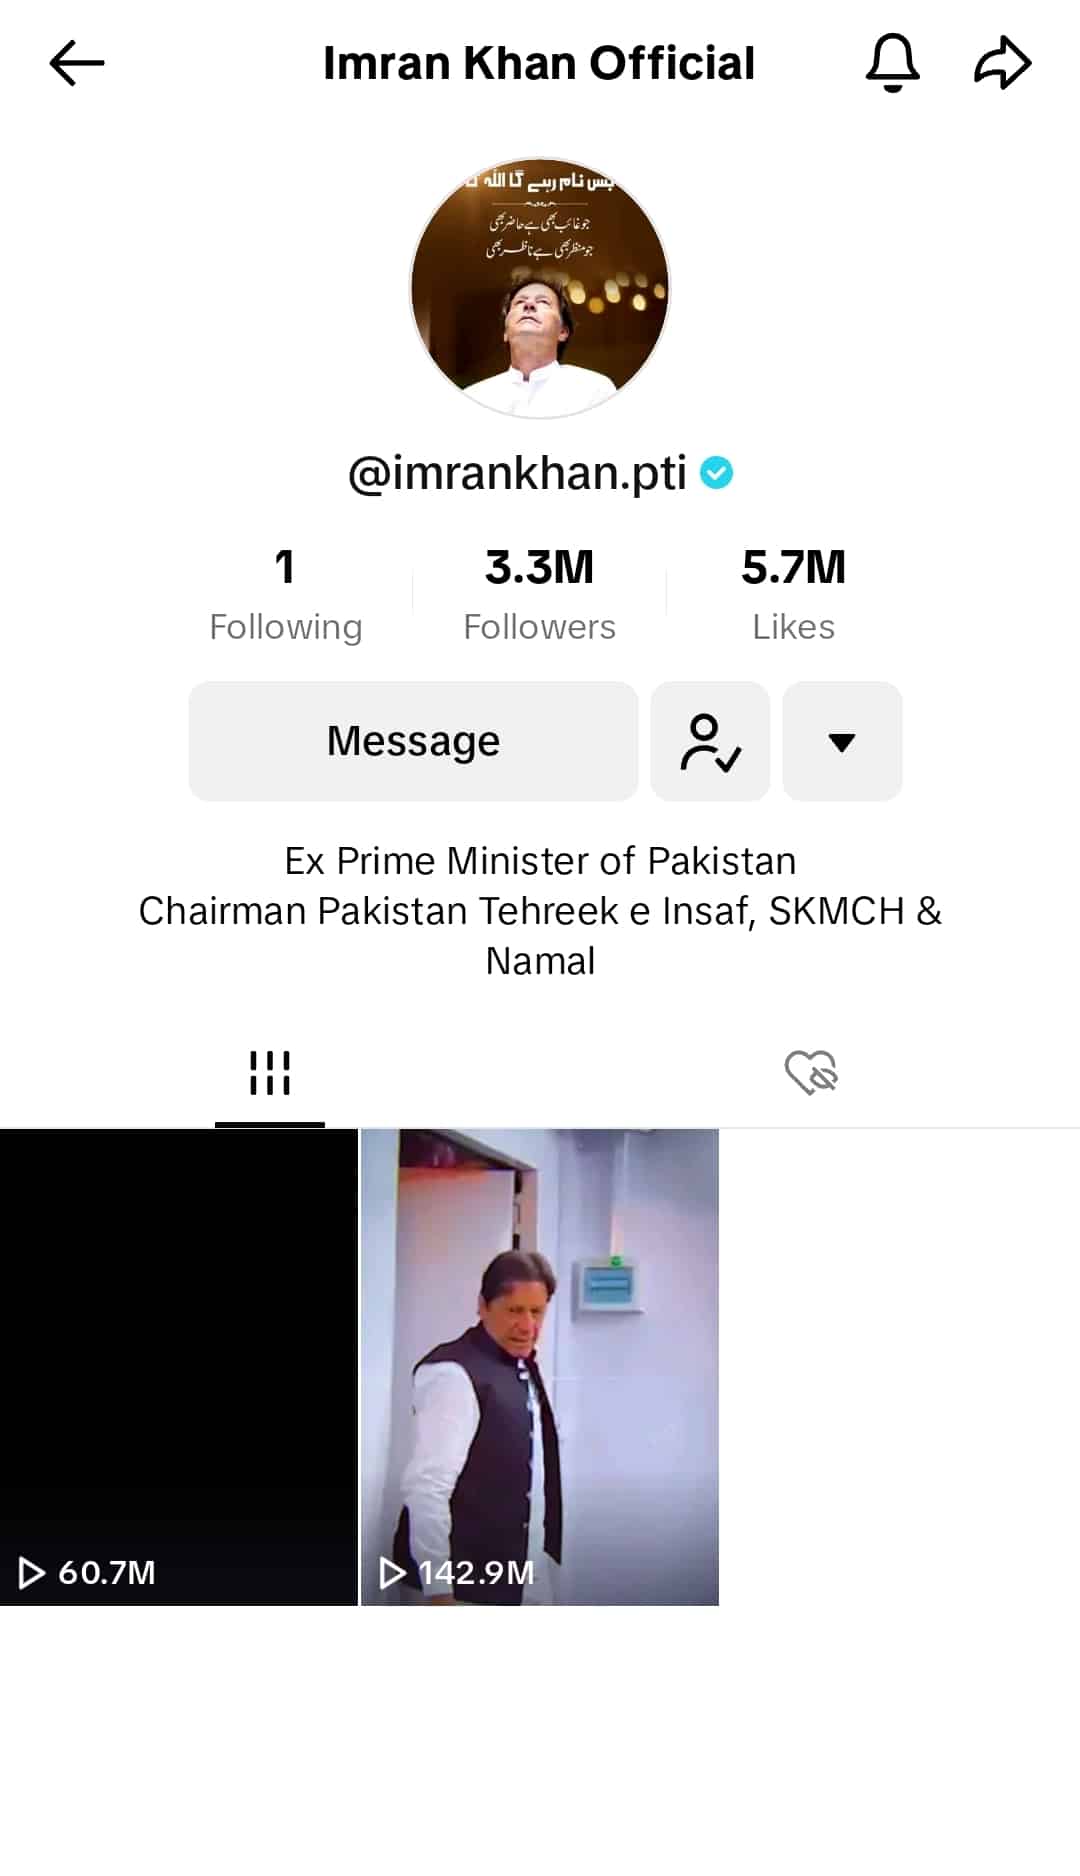 Imran Khan Official
بس نام رہے گا اللہ کا
جو غائب بھی ہے حاضر بھی
جو منظر بھی ہے ناظر بھی
@imrankhan.pti
1 3.3M 5.7M
Following Followers Likes
Message
Ex Prime Minister of Pakistan
Chairman Pakistan Tehreek e Insaf, SKMCH &
Namal
60.7M 142.9M